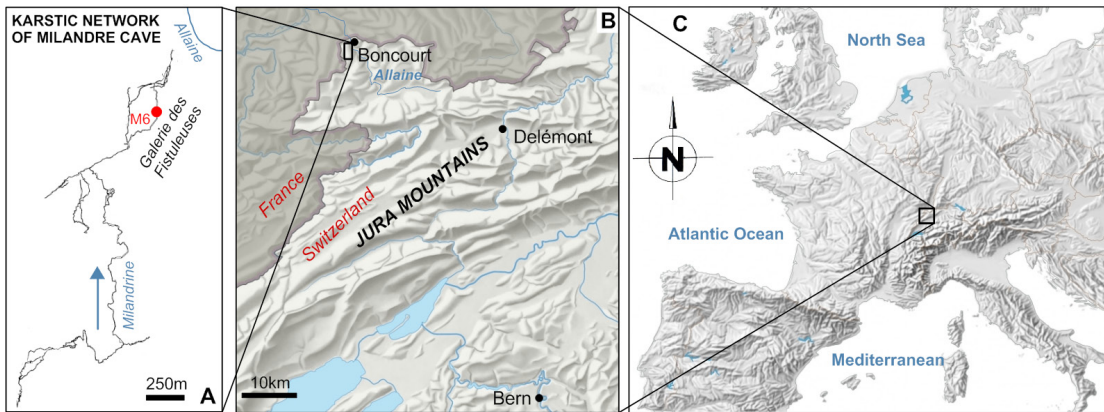 KARSTIC NETWORK
OF MILANDRE CAVE
Allaine
M6
Galerie des
Fistuleuses
Milandrine
250m
A
B
Boncourt
Allaine
Delémont
France
Switzerland
JURA MOUNTAINS
10km
Bern
C
North Sea
N
Atlantic Ocean
Mediterranean